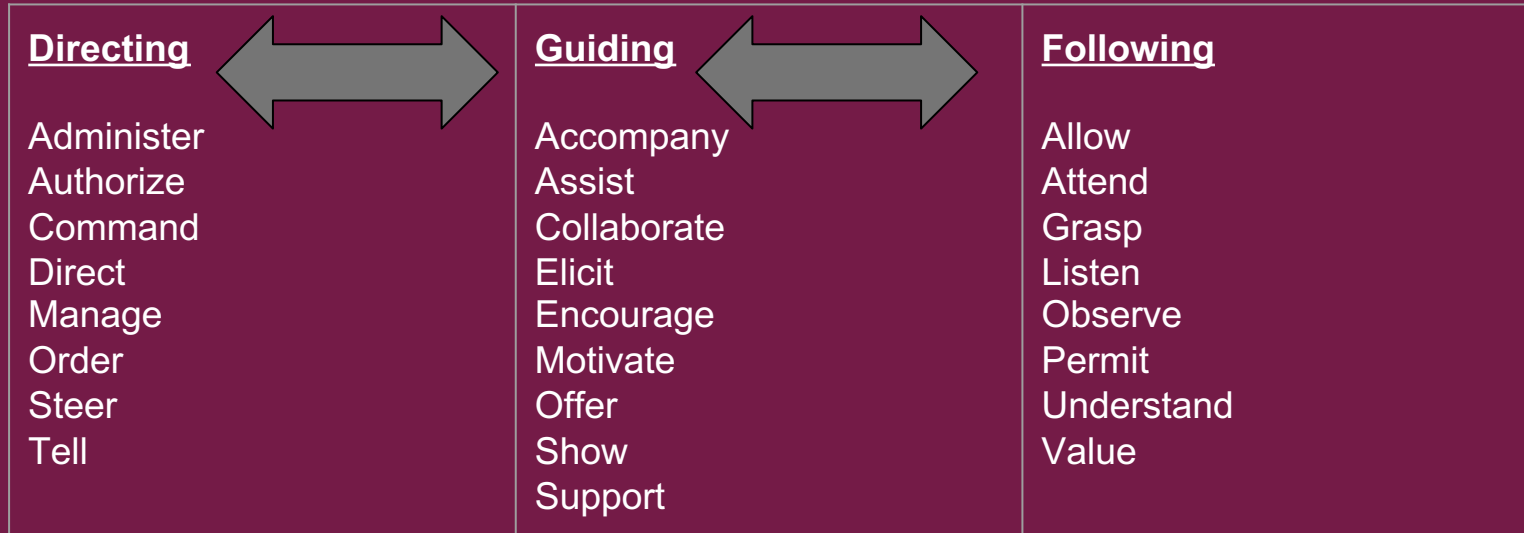 Directing
Administer
Authorize
Command
Direct
Manage
Order
Steer
Tell
Guiding
Accompany
Assist
Collaborate
Elicit
Encourage
Motivate
Offer
Show
Support
Following
Allow
Attend
Grasp
Listen
Observe
Permit
Understand
Value